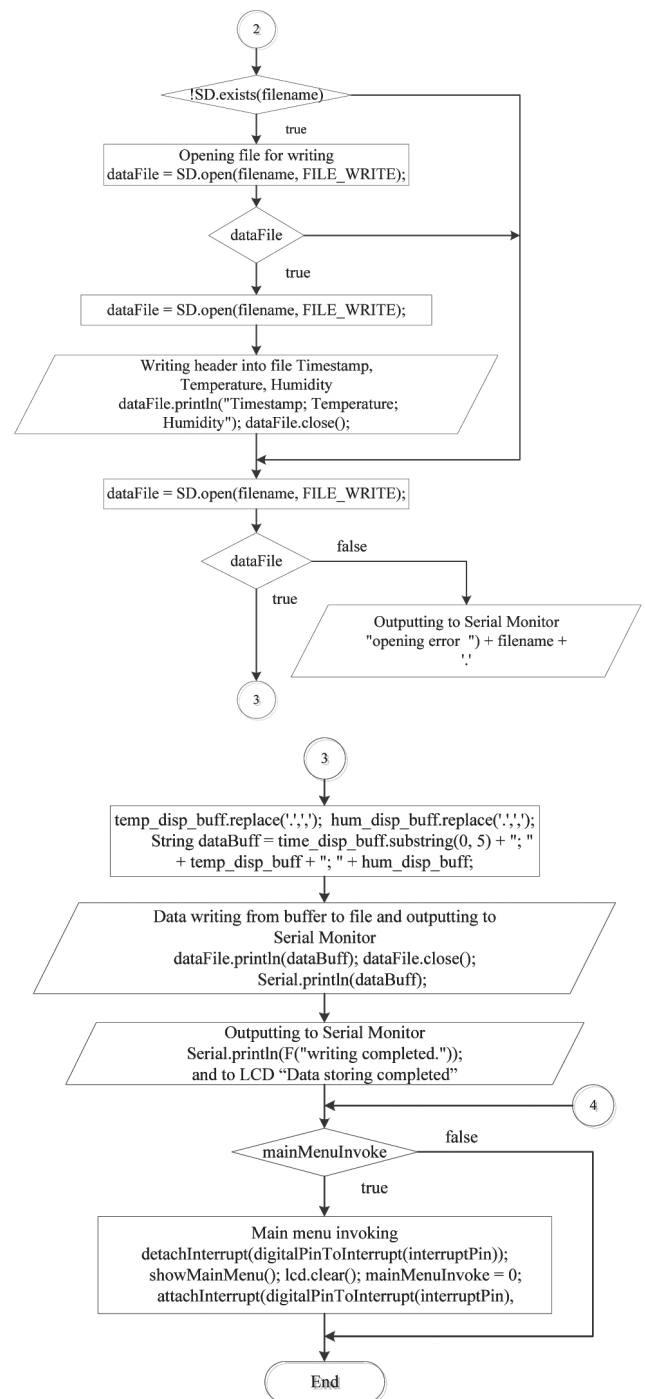 2
!SD.exists(filename)
true
Opening file for writing
dataFile = SD.open(filename, FILE_WRITE);
dataFile
true
dataFile = SD.open(filename, FILE_WRITE);
Writing header into file Timestamp,
Temperature, Humidity
dataFile.println("Timestamp; Temperature;
Humidity"); dataFile.close();
dataFile = SD.open(filename, FILE_WRITE);
dataFile
false
true
Outputting to Serial Monitor
"opening error ") + filename +
'.'
3
3
temp_disp_buff.replace('.',','); hum_disp_buff.replace('.',',');
String dataBuff = time_disp_buff.substring(0, 5) + "; "
+ temp_disp_buff + "; " + hum_disp_buff;
Data writing from buffer to file and outputting to
Serial Monitor
dataFile.println(dataBuff); dataFile.close();
Serial.println(dataBuff);
Outputting to Serial Monitor
Serial.println(F("writing completed."));
and to LCD “Data storing completed”
4
mainMenuInvoke
false
true
Main menu invoking
detachInterrupt(digitalPinToInterrupt(interruptPin));
showMainMenu(); lcd.clear(); mainMenuInvoke = 0;
attachInterrupt(digitalPinToInterrupt(interruptPin),
End